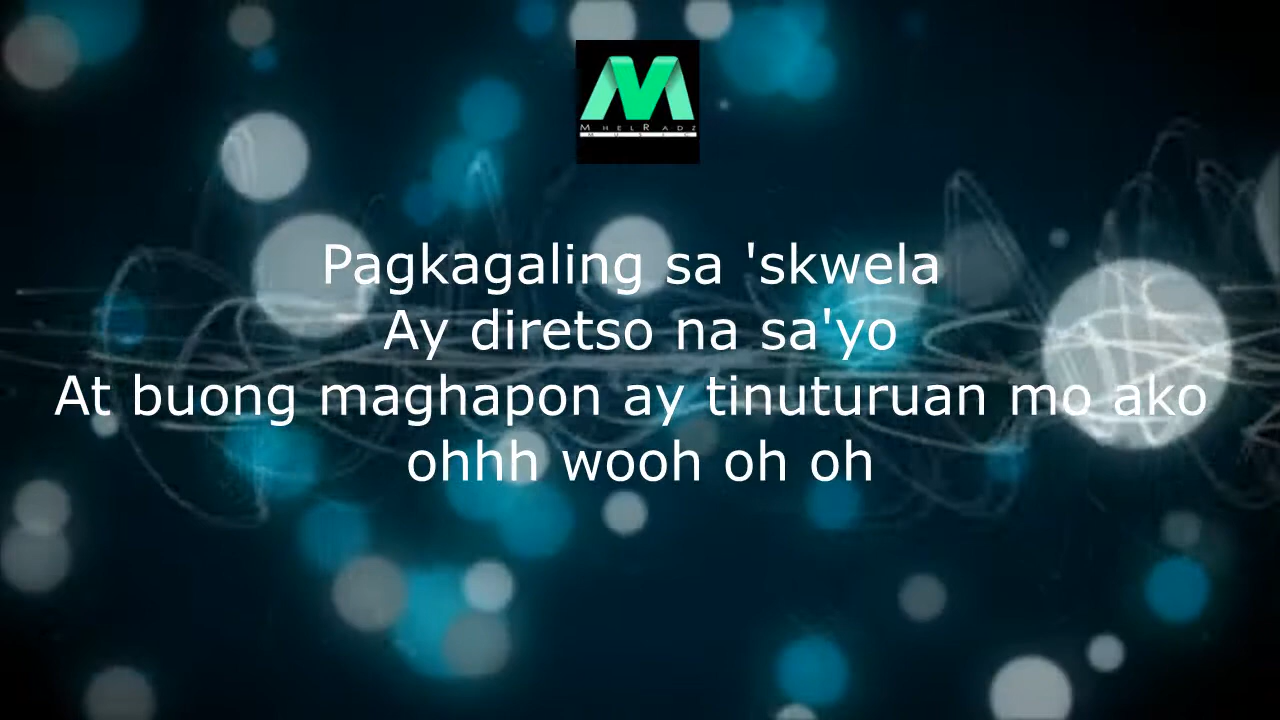 MHELRADZ
MUSIC
Pagkagaling sa 'skwela
Ay diretso na sa'yo
At buong maghapon ay tinuturuan mo ako
ohhh wooh oh oh